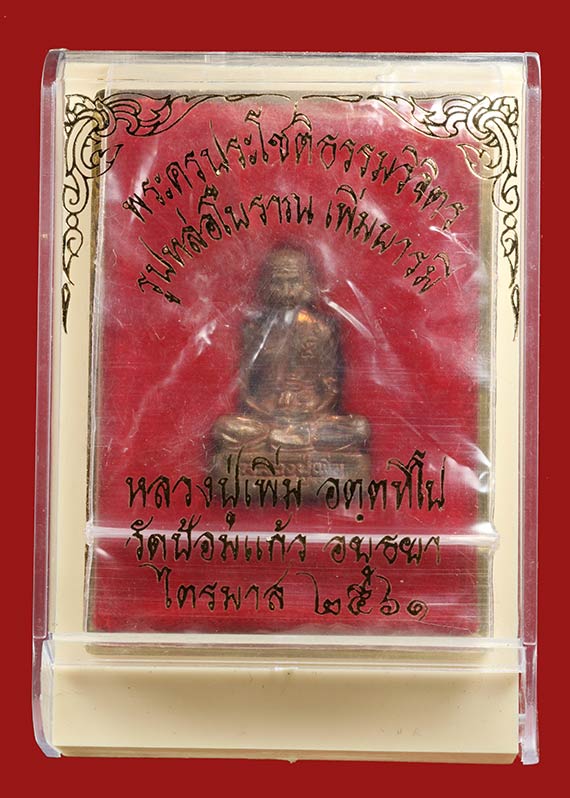 พระครูประโชติธรรมวิจิตร
รูปหล่อโบราณ เพิ่มบารมี
หลวงปู่เพิ่ม อตฺตทีโป
วัดป้อมแก้ว อยุธยา
ไตรมาส ๒๕๖๑